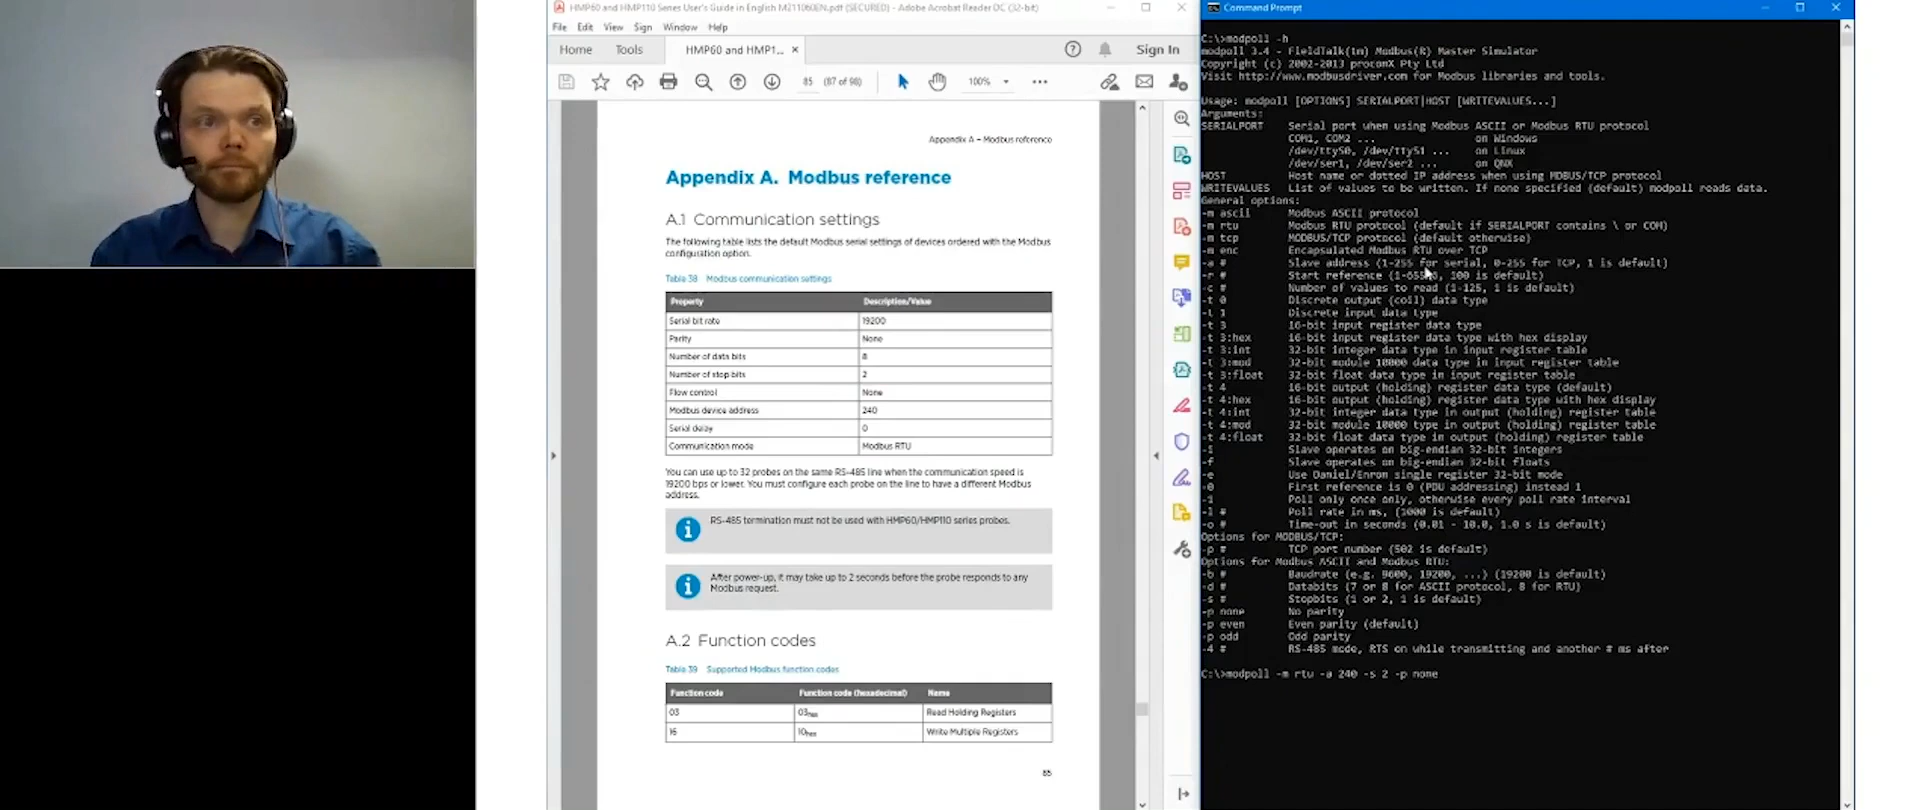 HMP60 and HMP110 Series User's Guide in English M211060EN.pdf (SECURED) - Adobe Acrobat Reader DC (32-bit)
File Edit View Sign Window Help
Home Tools HMP60 and HMP1... × Sign In
85 (87 of 98) 100%
Appendix A – Modbus reference
Appendix A. Modbus reference
A.1 Communication settings
The following table lists the default Modbus serial settings of devices ordered with the Modbus
configuration option.
Table 38 Modbus communication settings
Property Description/Value
Serial bit rate 19200
Parity None
Number of data bits 8
Number of stop bits 2
Flow control None
Modbus device address 240
Serial delay 0
Communication mode Modbus RTU
You can use up to 32 probes on the same RS-485 line when the communication speed is
19200 bps or lower. You must configure each probe on the line to have a different Modbus
address.
RS-485 termination must not be used with HMP60/HMP110 series probes.
After power-up, it may take up to 2 seconds before the probe responds to any
Modbus request.
A.2 Function codes
Table 39 Supported Modbus function codes
Function code Function code (hexadecimal) Name
03 03hex Read Holding Registers
16 10hex Write Multiple Registers
85
Command Prompt
C:\>modpoll -h
modpoll 3.4 - FieldTalk(tm) Modbus(R) Master Simulator
Copyright (c) 2002-2013 proconX Pty Ltd
Visit http://www.modbusdriver.com for Modbus libraries and tools.
Usage: modpoll [OPTIONS] SERIALPORT|HOST [WRITEVALUES...]
Arguments:
SERIALPORT Serial port when using Modbus ASCII or Modbus RTU protocol
COM1, COM2 ... on Windows
/dev/ttyS0, /dev/ttyS1 ... on Linux
/dev/ser1, /dev/ser2 ... on QNX
HOST Host name or dotted IP address when using MDBUS/TCP protocol
WRITEVALUES List of values to be written. If none specified (default) modpoll reads data.
General options:
-m ascii Modbus ASCII protocol
-m rtu Modbus RTU protocol (default if SERIALPORT contains \ or COM)
-m tcp MODBUS/TCP protocol (default otherwise)
-m enc Encapsulated Modbus RTU over TCP
-a # Slave address (1-255 for serial, 0-255 for TCP, 1 is default)
-r # Start reference 100 is default)
-c # Number of values to read (1-125, 1 is default)
-t 0 Discrete output (coil) data type
-t 1 Discrete input data type
-t 3 16-bit input register data type
-t 3:hex 16-bit input register data type with hex display
-t 3:int 32-bit integer data type in input register table
-t 3:mod 32-bit module 10000 data type in input register table
-t 3:float 32-bit float data type in input register table
-t 4 16-bit output (holding) register data type (default)
-t 4:hex 16-bit output (holding) register data type with hex display
-t 4:int 32-bit integer data type in output (holding) register table
-t 4:mod 32-bit module 10000 type in output (holding) register table
-t 4:float 32-bit float data type in output (holding) register table
-i Slave operates on big-endian 32-bit integers
-f Slave operates on big-endian 32-bit floats
-e Use Daniel/Enron single register 32-bit mode
-0 First reference is 0 (PDU addressing) instead 1
-1 Poll only once only, otherwise every poll rate interval
-l # Poll rate in ms, (1000 is default)
-o # Time-out in seconds (0.01 - 10.0, 1.0 s is default)
Options for MODBUS/TCP:
-p # TCP port number (502 is default)
Options for Modbus ASCII and Modbus RTU:
-b # Baudrate (e.g. 9600, 19200, ...) (19200 is default)
-d # Databits (7 or 8 for ASCII protocol, 8 for RTU)
-s # Stopbits (1 or 2, 1 is default)
-p none No parity
-p even Even parity (default)
-p odd Odd parity
-4 # RS-485 mode, RTS on while transmitting and another # ms after
C:\>modpoll -m rtu -a 240 -s 2 -p none